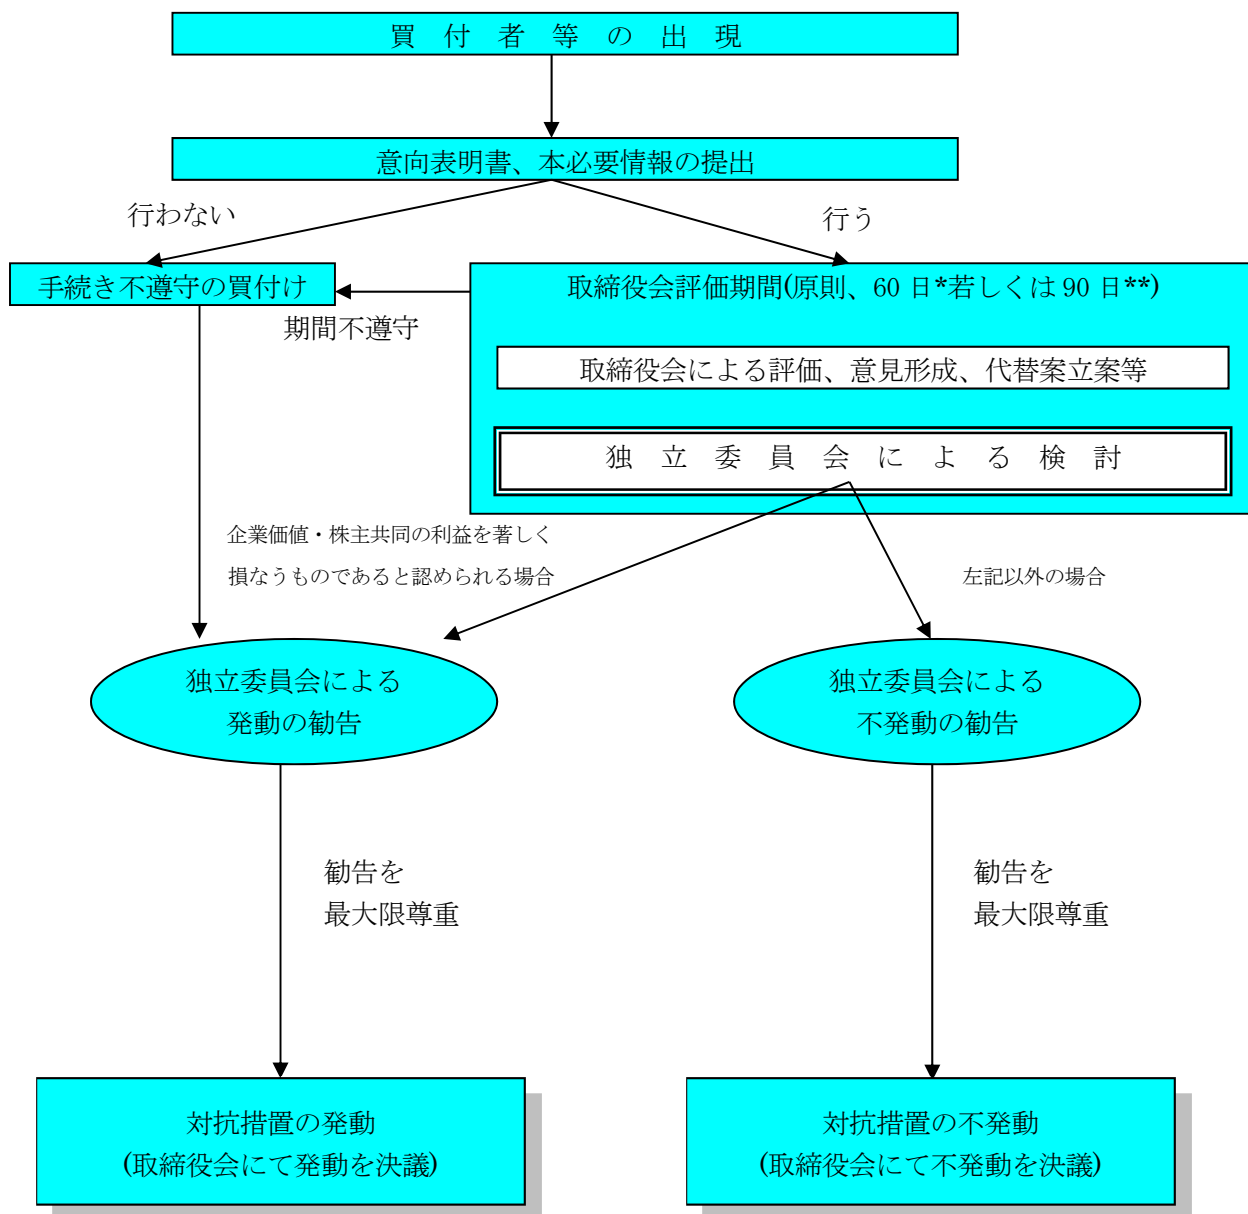 買付者等の出現
意向表明書、本必要情報の提出
行わない
行う
手続き不遵守の買付け
取締役会評価期間(原則、60 日*若しくは 90 日**)
期間不遵守
取締役会による評価、意見形成、代替案立案等
独立委員会による検討
企業価値・株主共同の利益を著しく
損なうものであると認められる場合
左記以外の場合
独立委員会による
発動の勧告
独立委員会による
不発動の勧告
勧告を
最大限尊重
勧告を
最大限尊重
対抗措置の発動
(取締役会にて発動を決議)
対抗措置の不発動
(取締役会にて不発動を決議)